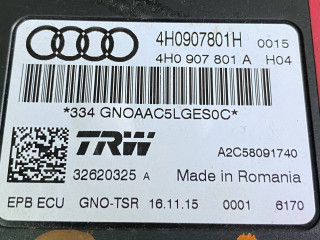 4H0907801H 0015
4H0 907 801 A H04
*334 GNOAAC5LGES0C*
TRW A2C58091740
32620325 A Made in Romania
EPB ECU GNO-TSR 16.11.15 0001 6170